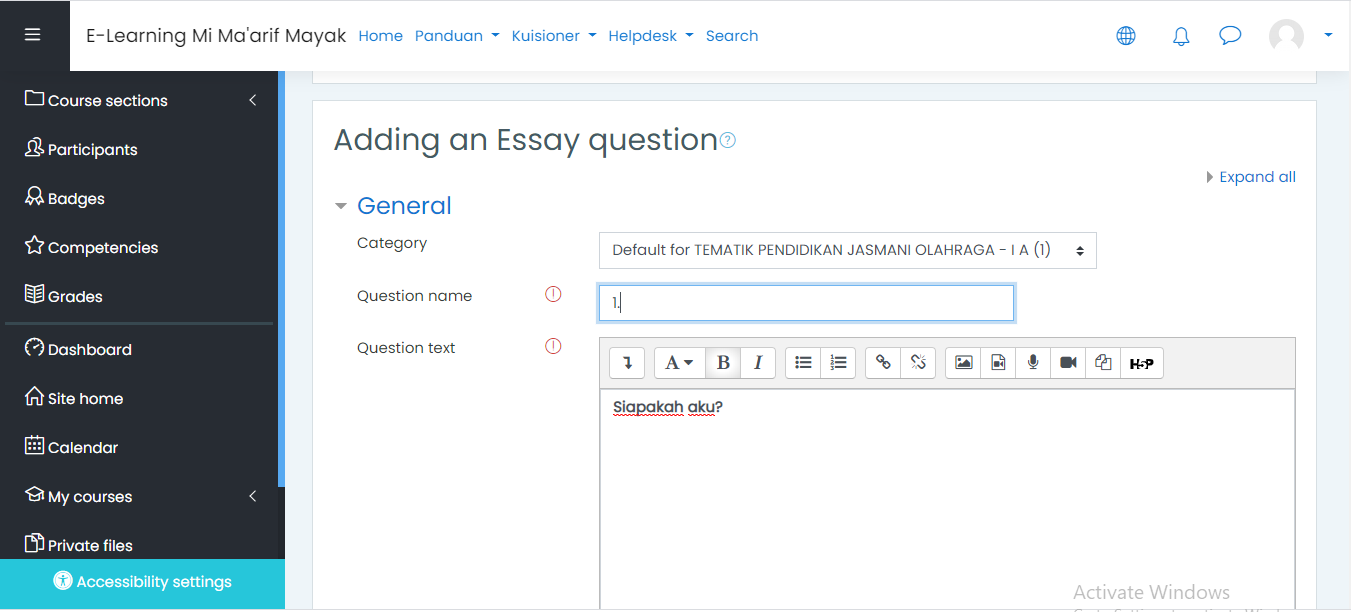 E-Learning Mi Ma'arif Mayak Home Panduan Kuisioner Helpdesk Search
Course sections
Participants
Badges
Competencies
Grades
Dashboard
Site home
Calendar
My courses
Private files
Accessibility settings
Adding an Essay question
Expand all
General
Category
Default for TEMATIK PENDIDIKAN JASMANI OLAHRAGA - I A (1)
Question name
1.
Question text
A B I
H5P
Siapakah aku?
Activate Windows